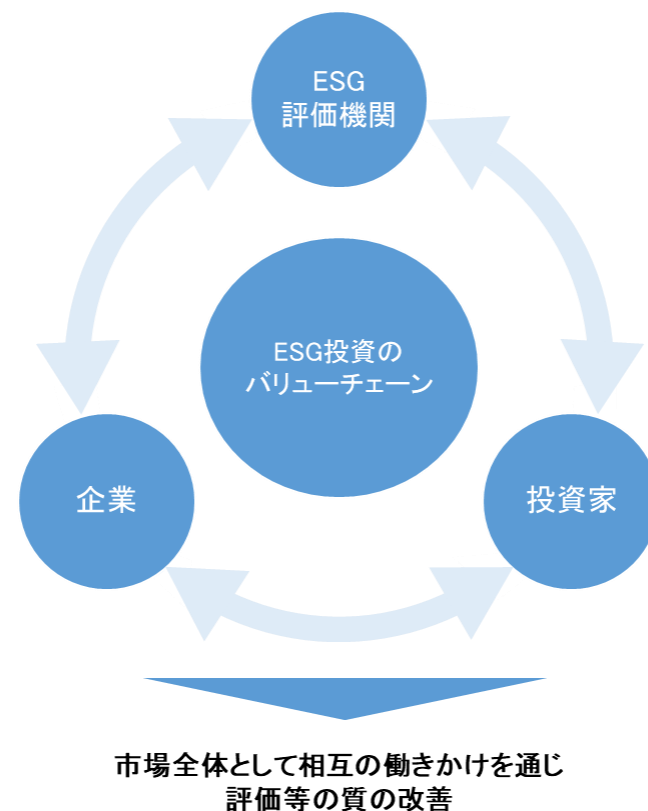 ESG
評価機関
ESG投資の
バリューチェーン
企業
投資家
市場全体として相互の働きかけを通じ
評価等の質の改善